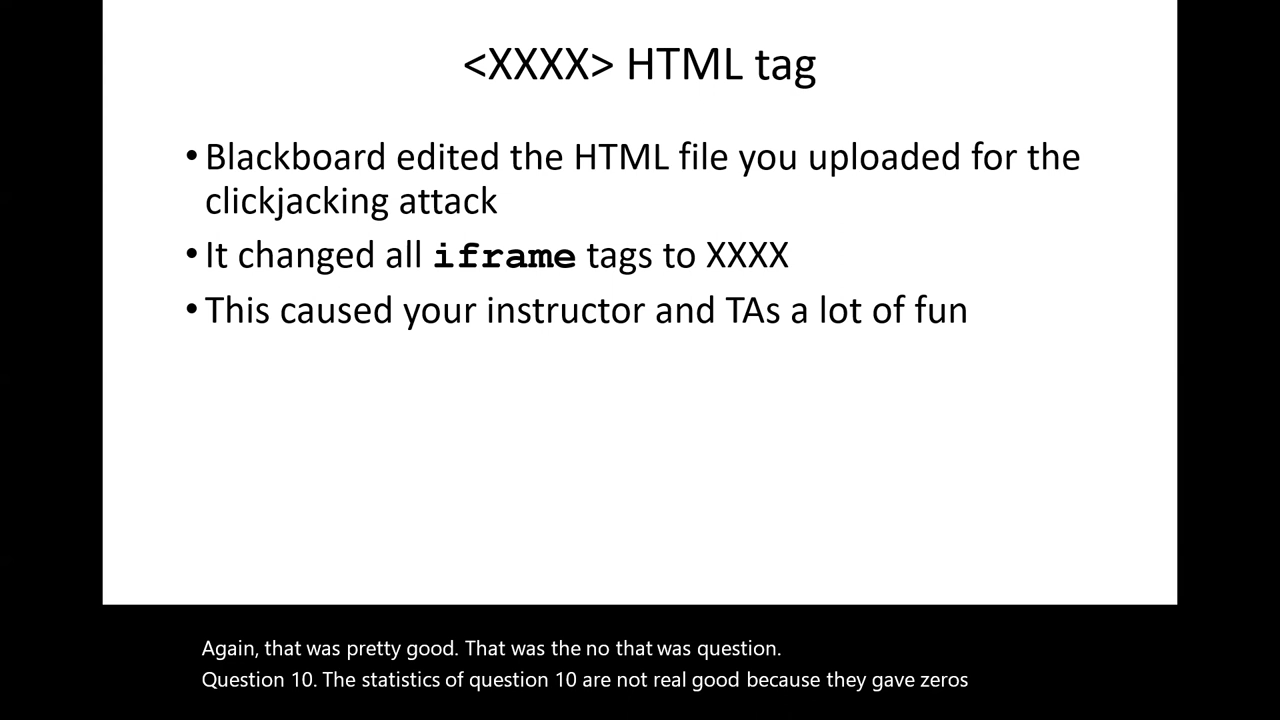 <XXXX> HTML tag
• Blackboard edited the HTML file you uploaded for the
clickjacking attack
• It changed all iframe tags to XXXX
• This caused your instructor and TAs a lot of fun
Again, that was pretty good. That was the no that was question.
Question 10. The statistics of question 10 are not real good because they gave zeros